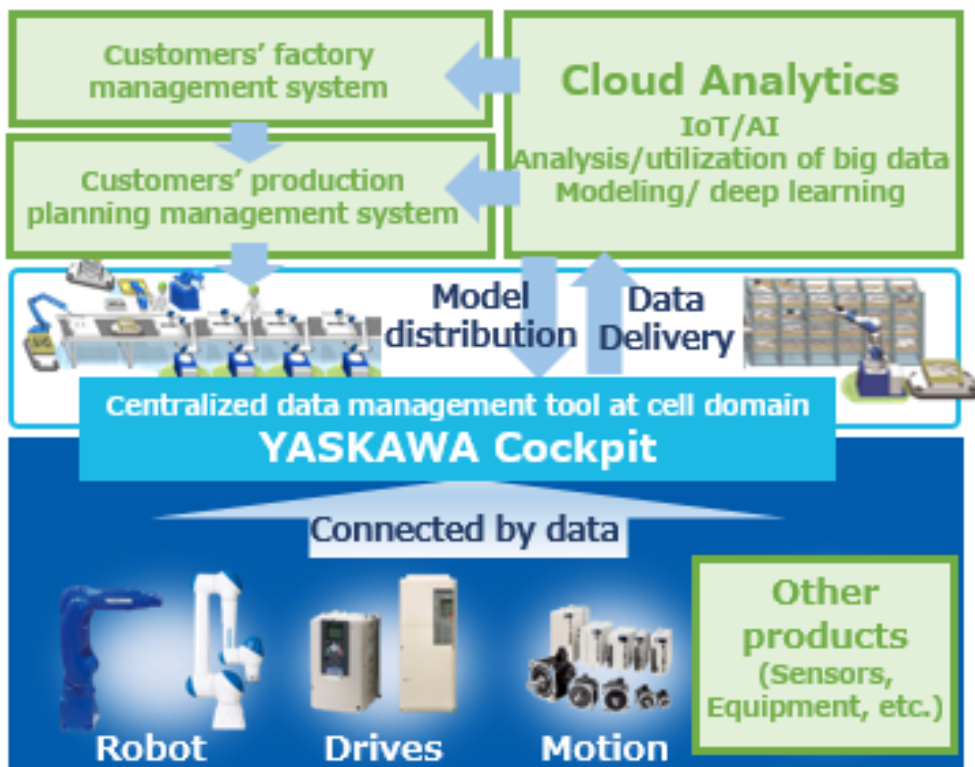 Customers' factory
management system
Cloud Analytics
IoT/AI
Analysis/utilization of big data
Modeling/ deep learning
Customers' production
planning management system
Model
distribution
Data
Delivery
Centralized data management tool at cell domain
YASKAWA Cockpit
Connected by data
Robot
Drives
Motion
Other
products
(Sensors,
Equipment, etc.)